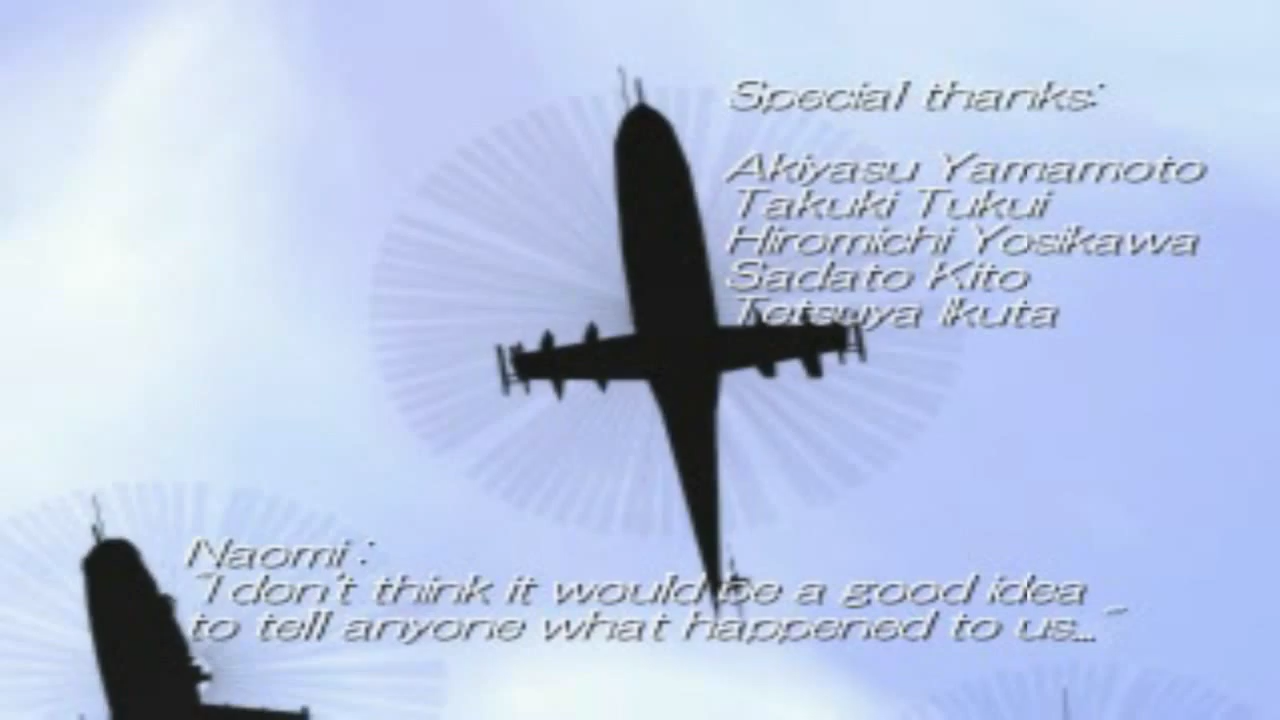 Special thanks:
Akiyasu Yamamoto
Takuki Tukui
Hiromichi Yosikawa
Sadato Kito
Tetsuya Ikuta
Naomi :
"I don't think it would be a good idea
to tell anyone what happened to us..."